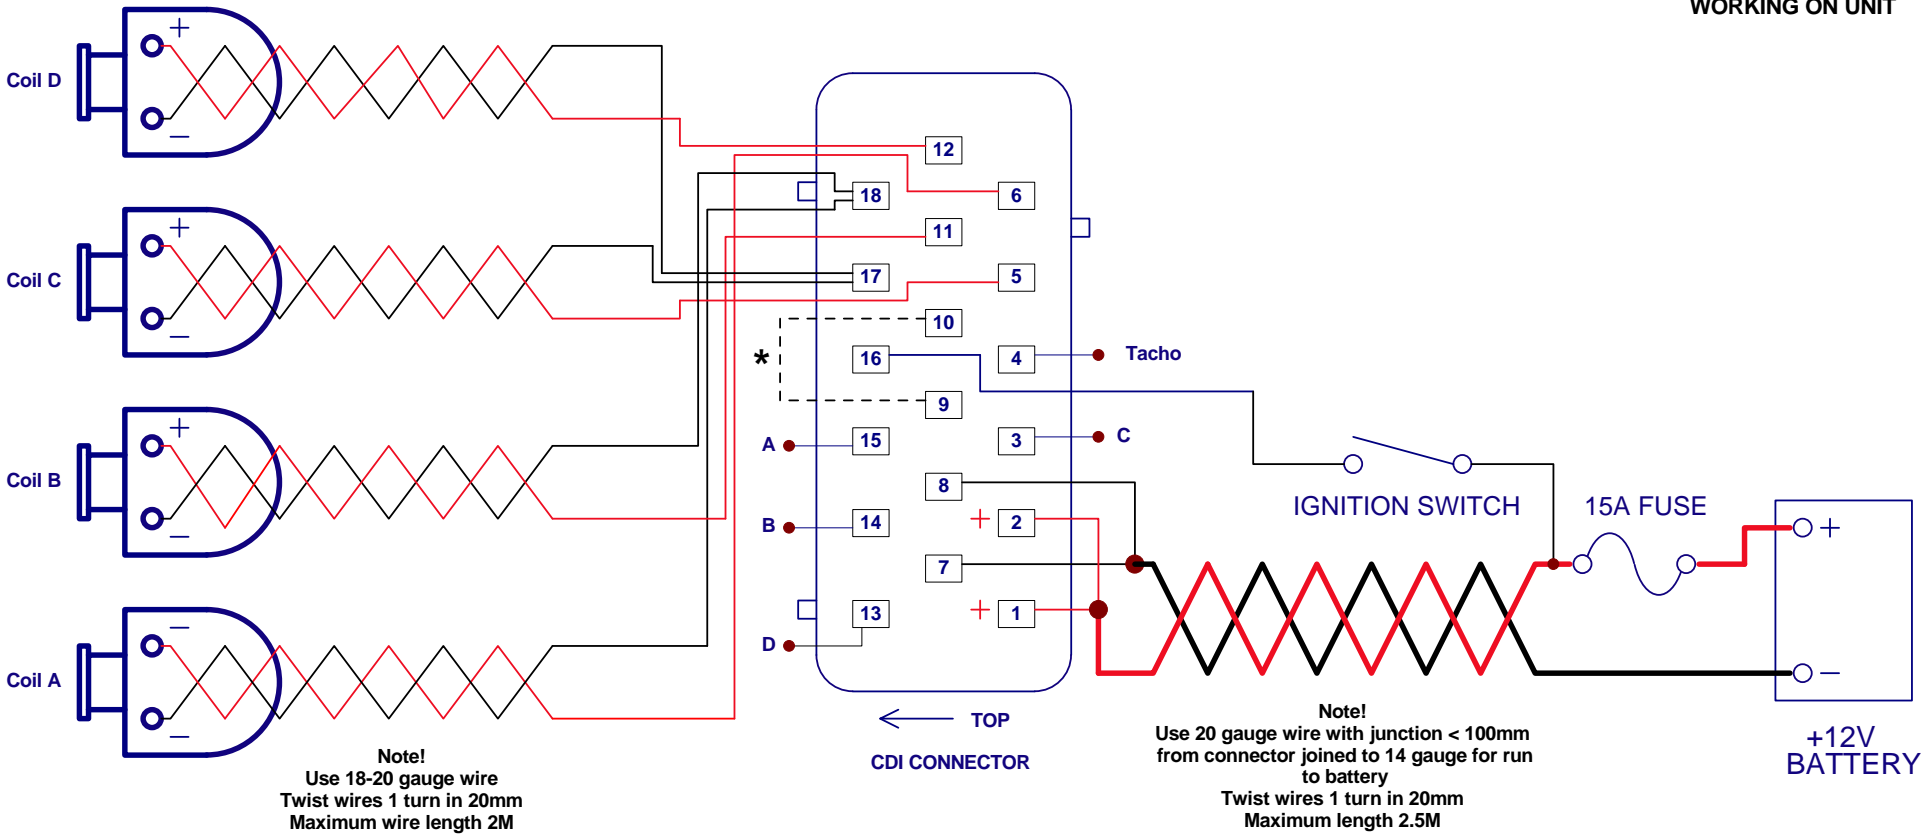 WORKING ON UNIT
Coil D
+
−
Coil C
+
−
Coil B
+
−
Coil A
−
−
12
18
6
11
17
5
10
*
16
4
Tacho
9
A
15
3
C
8
B
14
+ 2
7
D
13
+ 1
TOP
CDI CONNECTOR
IGNITION SWITCH
15A FUSE
+
−
+12V
BATTERY
Note!
Use 18-20 gauge wire
Twist wires 1 turn in 20mm
Maximum wire length 2M
Note!
Use 20 gauge wire with junction < 100mm
from connector joined to 14 gauge for run
to battery
Twist wires 1 turn in 20mm
Maximum length 2.5M